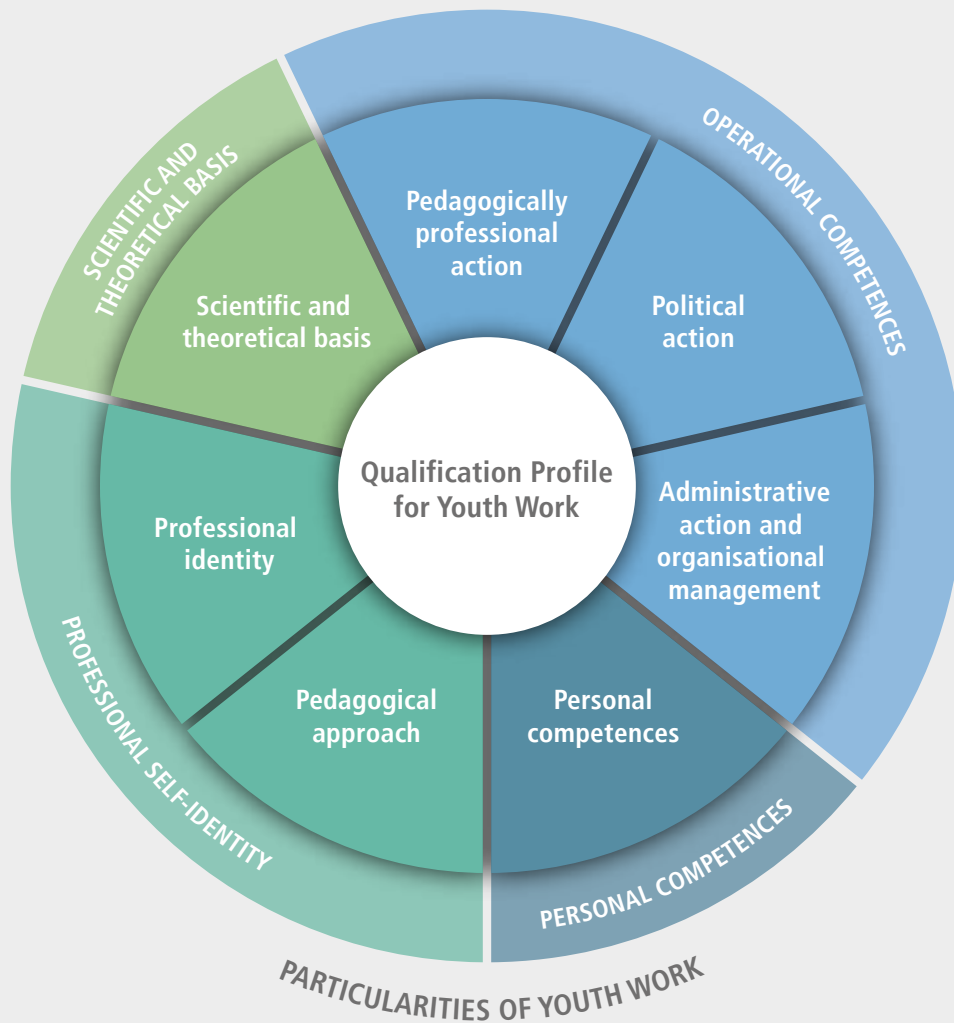 SCIENTIFIC AND
THEORETICAL BASIS
OPERATIONAL COMPETENCES
Pedagogically
professional
action
Scientific and
theoretical basis
Political
action
Qualification Profile
for Youth Work
Professional
identity
Administrative
action and
organisational
management
Pedagogical
approach
Personal
competences
PROFESSIONAL SELF-IDENTITY
PERSONAL COMPETENCES
PARTICULARITIES OF YOUTH WORK